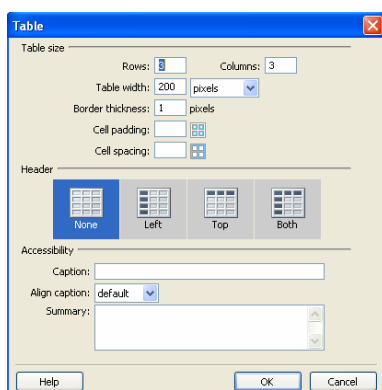 Table
Table size
Rows: 3 Columns: 3
Table width: 200 pixels
Border thickness: 1 pixels
Cell padding:
Cell spacing:
Header
None Left Top Both
Accessibility
Caption:
Align caption: default
Summary:
Help OK Cancel